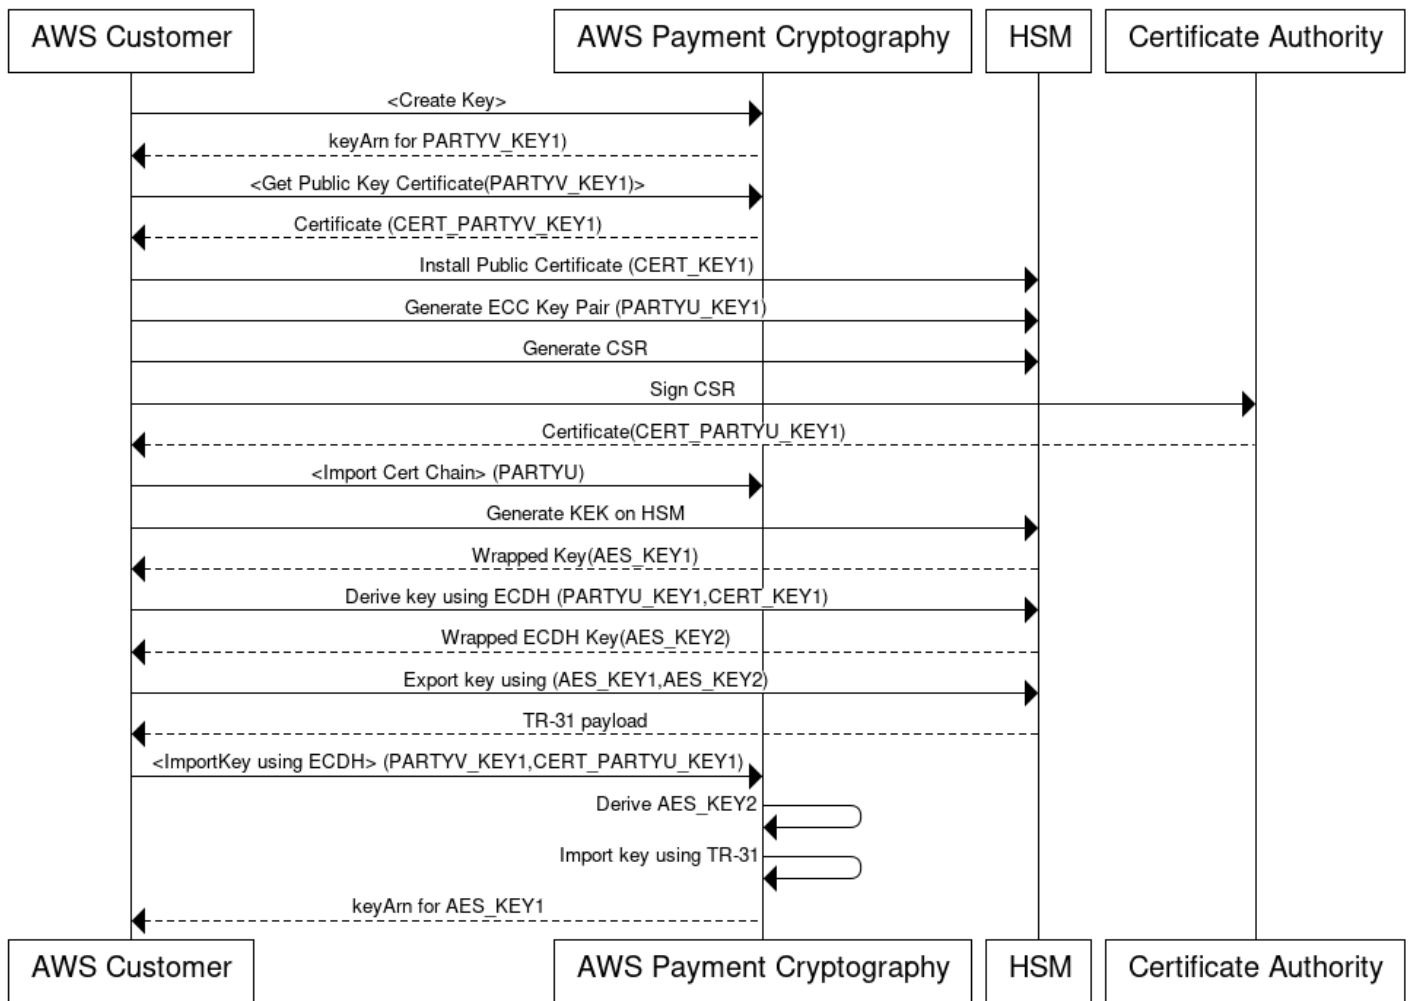 AWS Customer
AWS Payment Cryptography
HSM
Certificate Authority
<Create Key>
keyArn for PARTYV_KEY1)
<Get Public Key Certificate(PARTYV_KEY1)>
Certificate (CERT_PARTYV_KEY1)
Install Public Certificate (CERT_KEY1)
Generate ECC Key Pair (PARTYU_KEY1)
Generate CSR
Sign CSR
Certificate(CERT_PARTYU_KEY1)
<Import Cert Chain> (PARTYU)
Generate KEK on HSM
Wrapped Key(AES_KEY1)
Derive key using ECDH (PARTYU_KEY1,CERT_KEY1)
Wrapped ECDH Key(AES_KEY2)
Export key using (AES_KEY1,AES_KEY2)
TR-31 payload
<ImportKey using ECDH> (PARTYV_KEY1,CERT_PARTYU_KEY1)
Derive AES_KEY2
Import key using TR-31
keyArn for AES_KEY1
AWS Customer
AWS Payment Cryptography
HSM
Certificate Authority